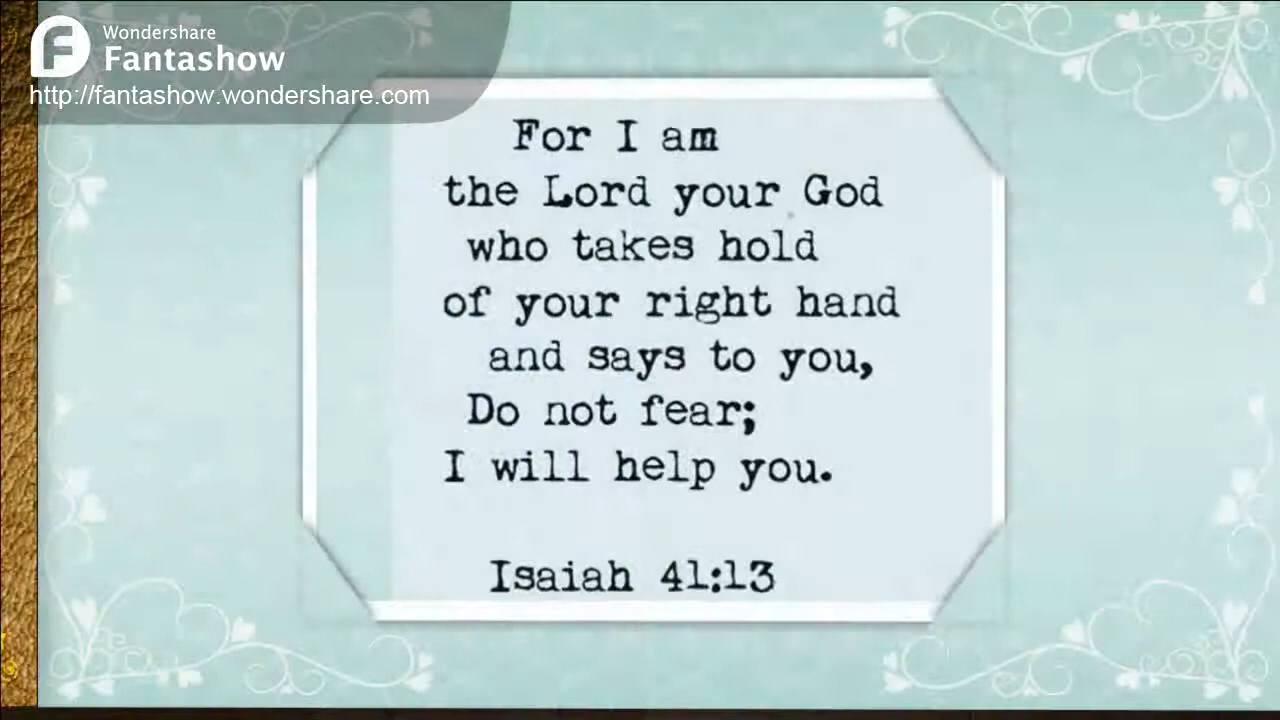 Wondershare
Fantashow
http://fantashow.wondershare.com
For I am
the Lord your God
who takes hold
of your right hand
and says to you,
Do not fear;
I will help you.
Isaiah 41:13